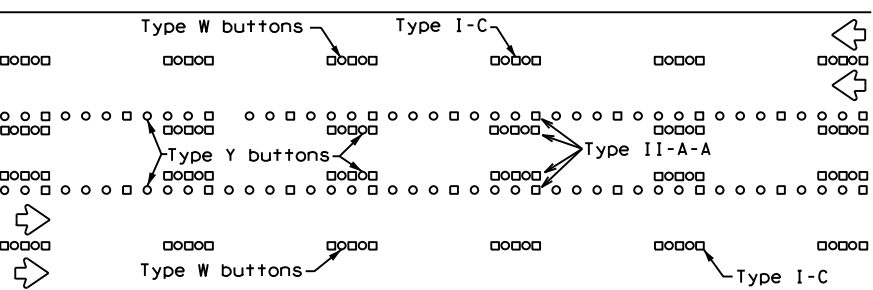 Type W buttons
Type I-C
Type Y buttons
Type II-A-A
Type W buttons
Type I-C